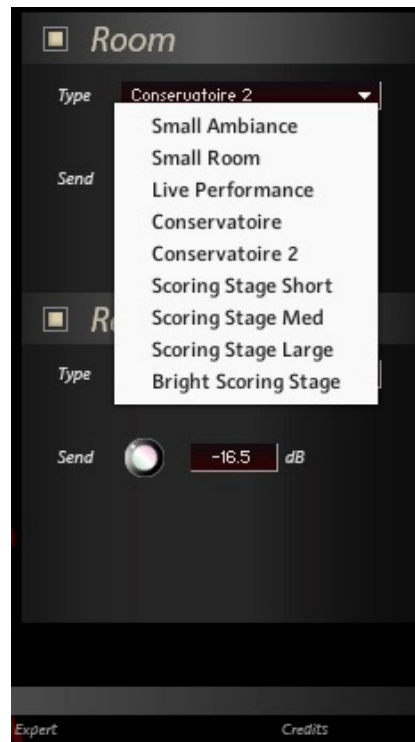 Room
Type Conservatoire 2
Small Ambiance
Small Room
Send
Live Performance
Conservatoire
Conservatoire 2
Scoring Stage Short
Scoring Stage Med
Scoring Stage Large
Type
Bright Scoring Stage
Send -16.5 dB
Expert Credits